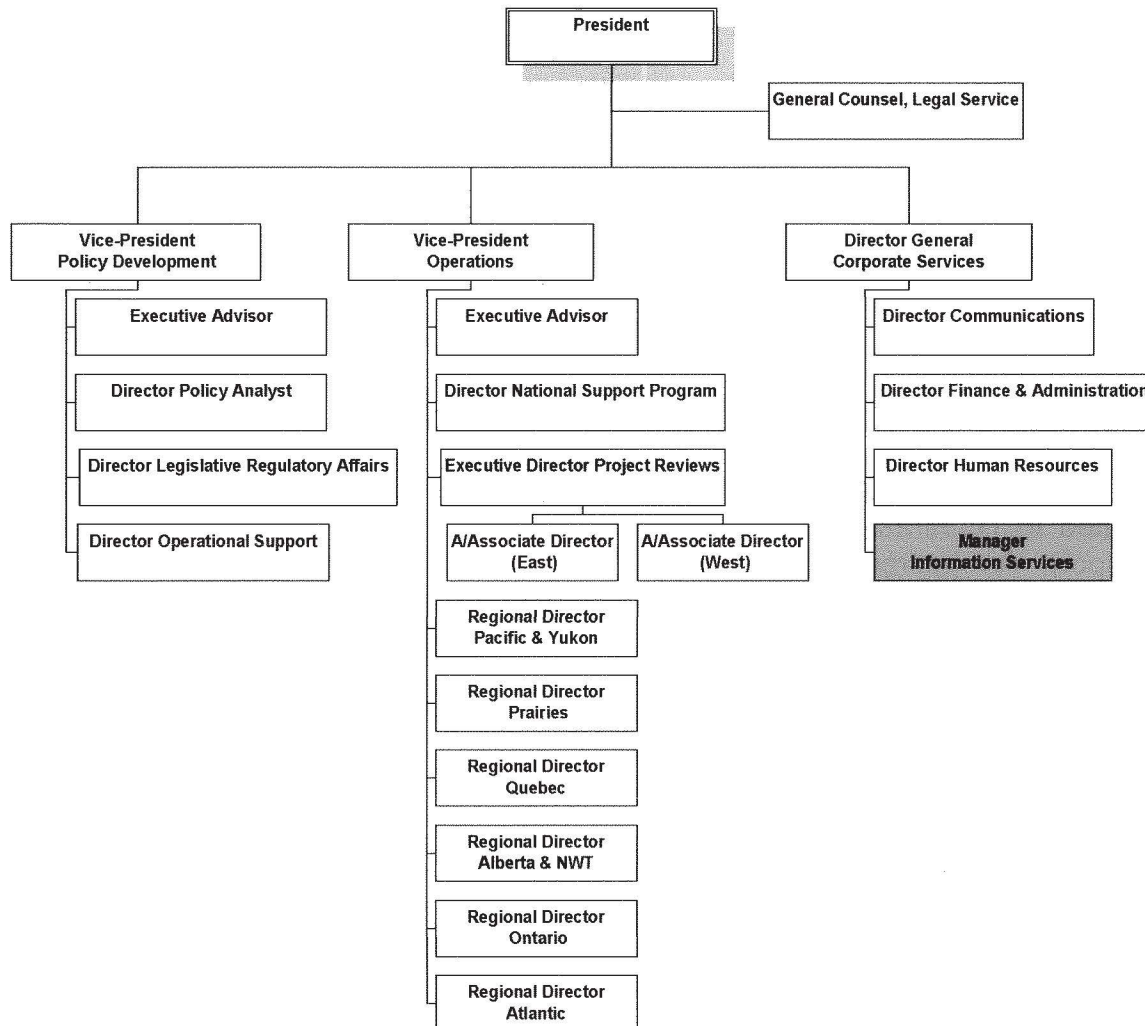 President
General Counsel, Legal Service
Vice-President
Policy Development
Executive Advisor
Director Policy Analyst
Director Legislative Regulatory Affairs
Director Operational Support
Vice-President
Operations
Executive Advisor
Director National Support Program
Executive Director Project Reviews
A/Associate Director
(East)
A/Associate Director
(West)
Regional Director
Pacific & Yukon
Regional Director
Prairies
Regional Director
Quebec
Regional Director
Alberta & NWT
Regional Director
Ontario
Regional Director
Atlantic
Director General
Corporate Services
Director Communications
Director Finance & Administration
Director Human Resources
Manager
Information Services